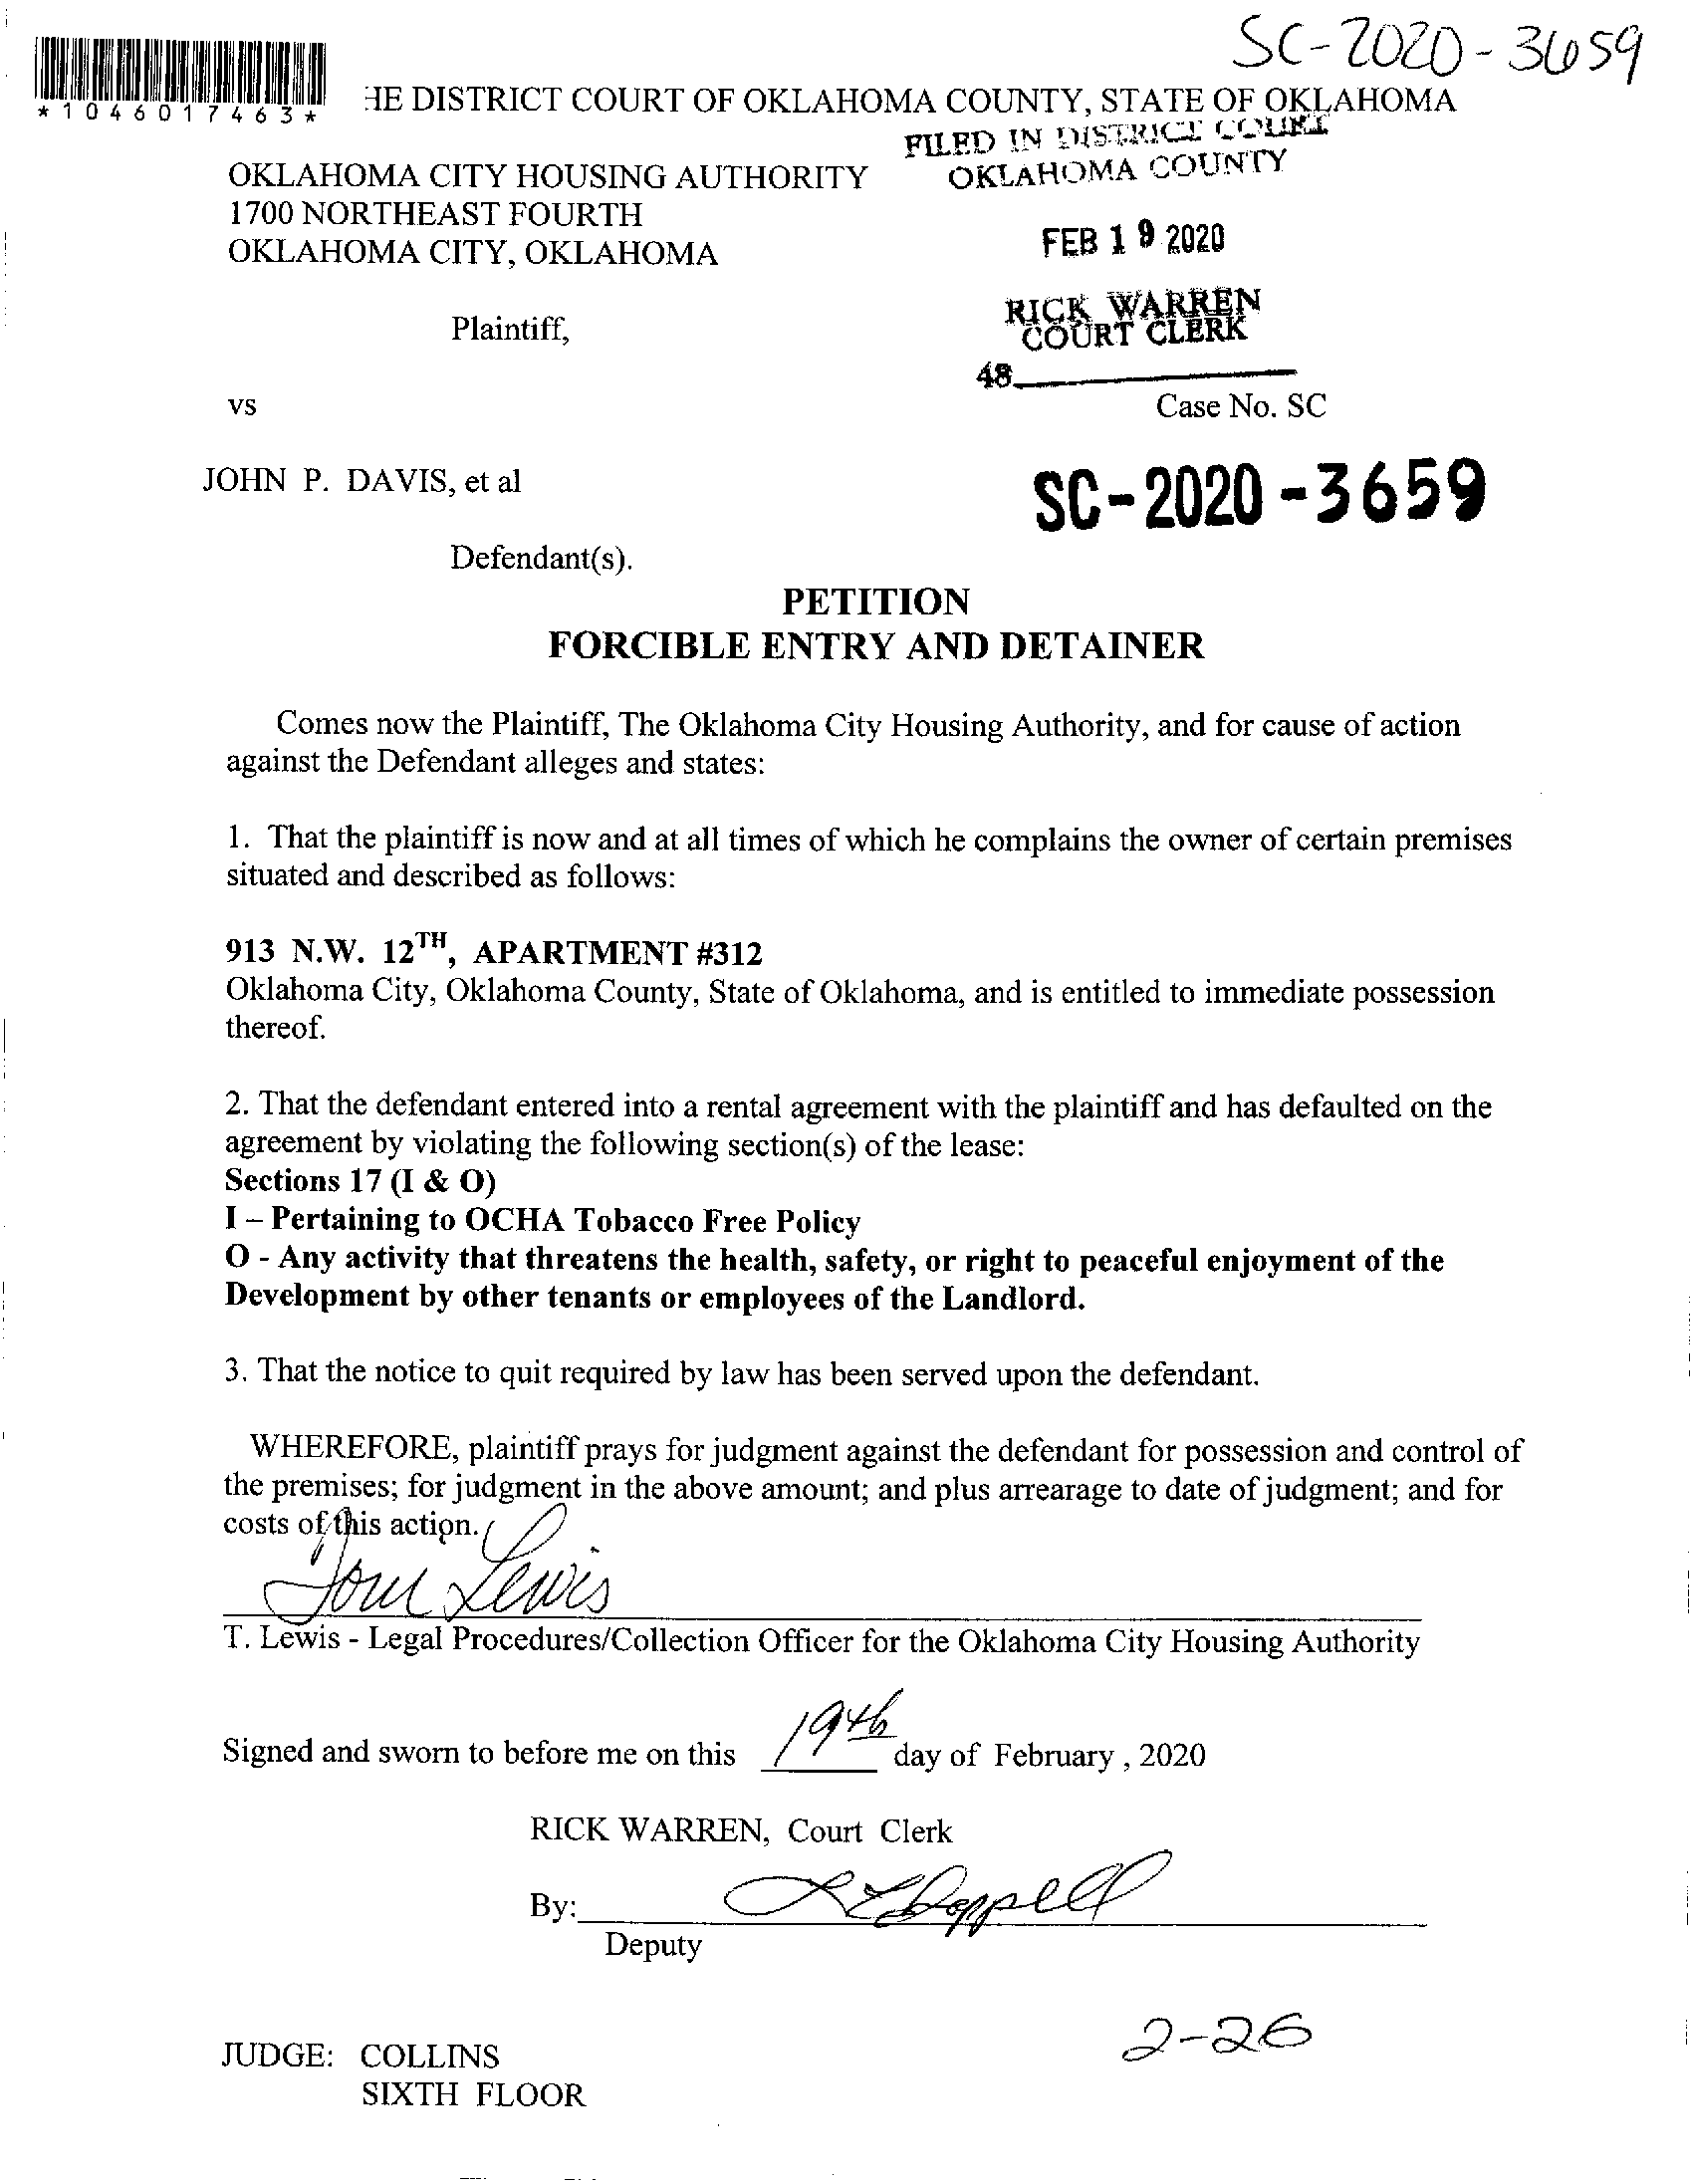 SC-2020-3659
*1046017463*
HE DISTRICT COURT OF OKLAHOMA COUNTY, STATE OF OKLAHOMA
FILED IN DISTRICT COURT
OKLAHOMA COUNTY
OKLAHOMA CITY HOUSING AUTHORITY
1700 NORTHEAST FOURTH
OKLAHOMA CITY, OKLAHOMA
FEB 19 2020
RICK WARREN
COURT CLERK
Plaintiff,
48
vs
Case No. SC
JOHN P. DAVIS, et al
SC-2020-3659
Defendant(s).
PETITION
FORCIBLE ENTRY AND DETAINER
Comes now the Plaintiff, The Oklahoma City Housing Authority, and for cause of action
against the Defendant alleges and states:
1. That the plaintiff is now and at all times of which he complains the owner of certain premises
situated and described as follows:
913 N.W. 12TH, APARTMENT #312
Oklahoma City, Oklahoma County, State of Oklahoma, and is entitled to immediate possession
thereof.
2. That the defendant entered into a rental agreement with the plaintiff and has defaulted on the
agreement by violating the following section(s) of the lease:
Sections 17 (I & O)
I – Pertaining to OCHA Tobacco Free Policy
O - Any activity that threatens the health, safety, or right to peaceful enjoyment of the
Development by other tenants or employees of the Landlord.
3. That the notice to quit required by law has been served upon the defendant.
WHEREFORE, plaintiff prays for judgment against the defendant for possession and control of
the premises; for judgment in the above amount; and plus arrearage to date of judgment; and for
costs of this action.
Tom Lewis
T. Lewis - Legal Procedures/Collection Officer for the Oklahoma City Housing Authority
Signed and sworn to before me on this 19th day of February , 2020
RICK WARREN, Court Clerk
By:
Deputy
2-26
JUDGE: COLLINS
SIXTH FLOOR